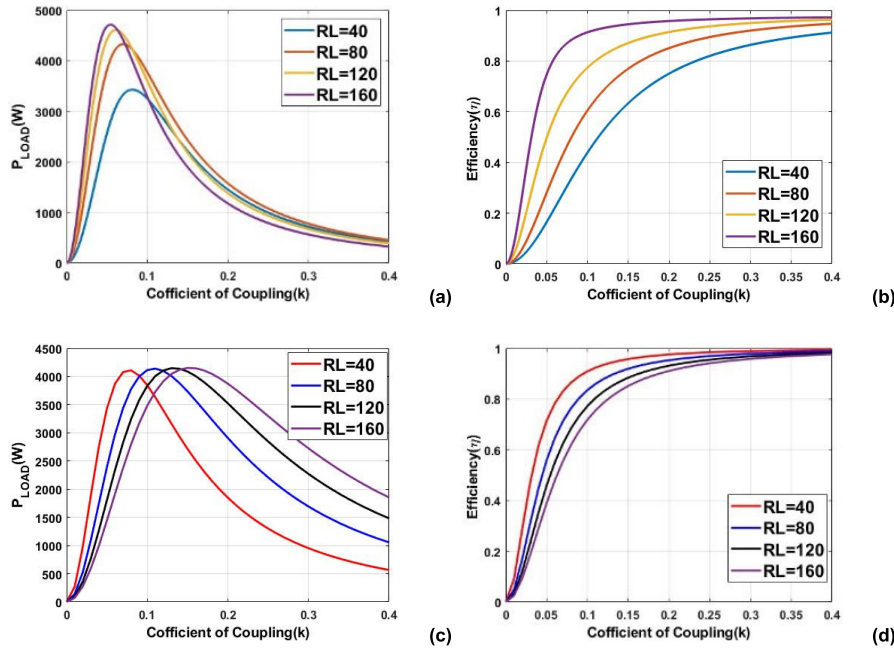 5000
4500
4000
3500
3000
2500
2000
1500
1000
500
0
P_LOAD(W)
0 0.1 0.2 0.3 0.4
Cofficient of Coupling(k)
RL=40
RL=80
RL=120
RL=160
(a)
1
0.8
0.6
0.4
0.2
0
Efficiency(η)
0 0.05 0.1 0.15 0.2 0.25 0.3 0.35 0.4
Cofficient of Coupling(k)
RL=40
RL=80
RL=120
RL=160
(b)
4500
4000
3500
3000
2500
2000
1500
1000
500
0
P_LOAD(W)
0 0.1 0.2 0.3 0.4
Cofficient of Coupling(k)
RL=40
RL=80
RL=120
RL=160
(c)
1
0.8
0.6
0.4
0.2
0
Efficiency(η)
0 0.05 0.1 0.15 0.2 0.25 0.3 0.35 0.4
Cofficient of Coupling(k)
RL=40
RL=80
RL=120
RL=160
(d)